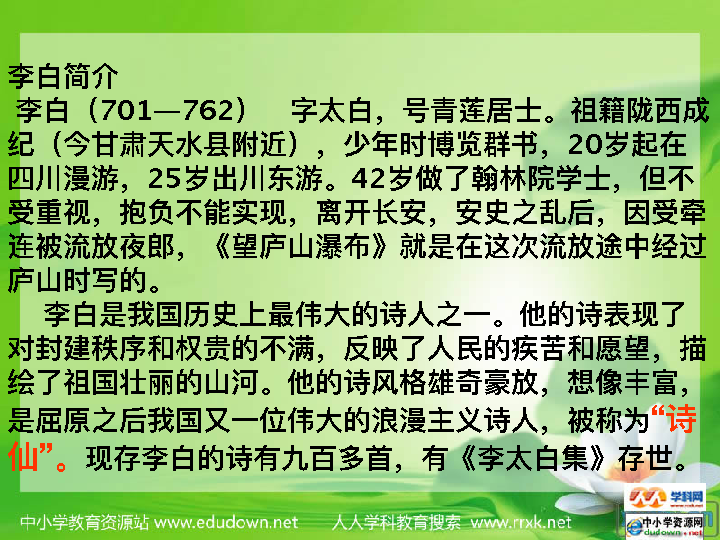 李白简介
李白（701—762）　字太白，号青莲居士。祖籍陇西成
纪（今甘肃天水县附近），少年时博览群书，20岁起在
四川漫游，25岁出川东游。42岁做了翰林院学士，但不
受重视，抱负不能实现，离开长安，安史之乱后，因受牵
连被流放夜郎，《望庐山瀑布》就是在这次流放途中经过
庐山时写的。
李白是我国历史上最伟大的诗人之一。他的诗表现了
对封建秩序和权贵的不满，反映了人民的疾苦和愿望，描
绘了祖国壮丽的山河。他的诗风格雄奇豪放，想像丰富，
是屈原之后我国又一位伟大的浪漫主义诗人，被称为“诗
仙”。现存李白的诗有九百多首，有《李太白集》存世。
学科网
www.rrxk.net
中小学教育资源站 www.edudown.net　人人学科教育搜索 www.rrxk.net
中小学资源网
edudown.net